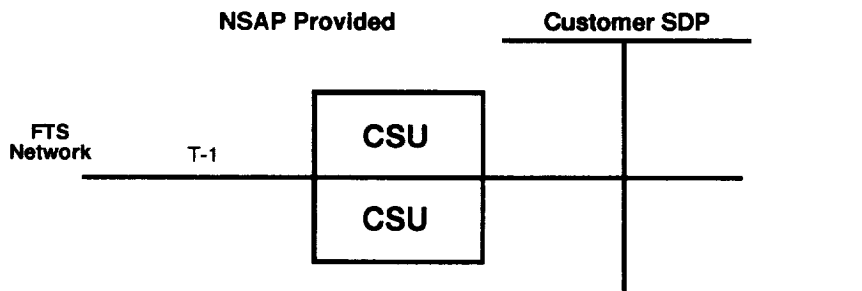 NSAP Provided
Customer SDP
FTS
Network
T-1
CSU
CSU